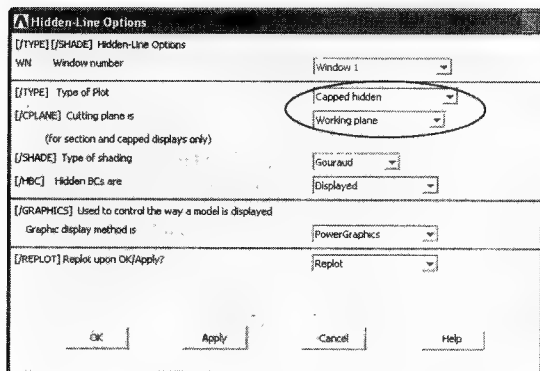 Hidden-Line Options
[/TYPE] [/SHADE] Hidden-Line Options
WN Window number Window 1
[/TYPE] Type of Plot Capped hidden
[/CPLANE] Cutting plane is Working plane
(for section and capped displays only)
[/SHADE] Type of shading Gouraud
[/HBC] Hidden BCs are Displayed
[/GRAPHICS] Used to control the way a model is displayed
Graphic display method is PowerGraphics
[/REPLOT] Replot upon OK/Apply? Replot
OK Apply Cancel Help